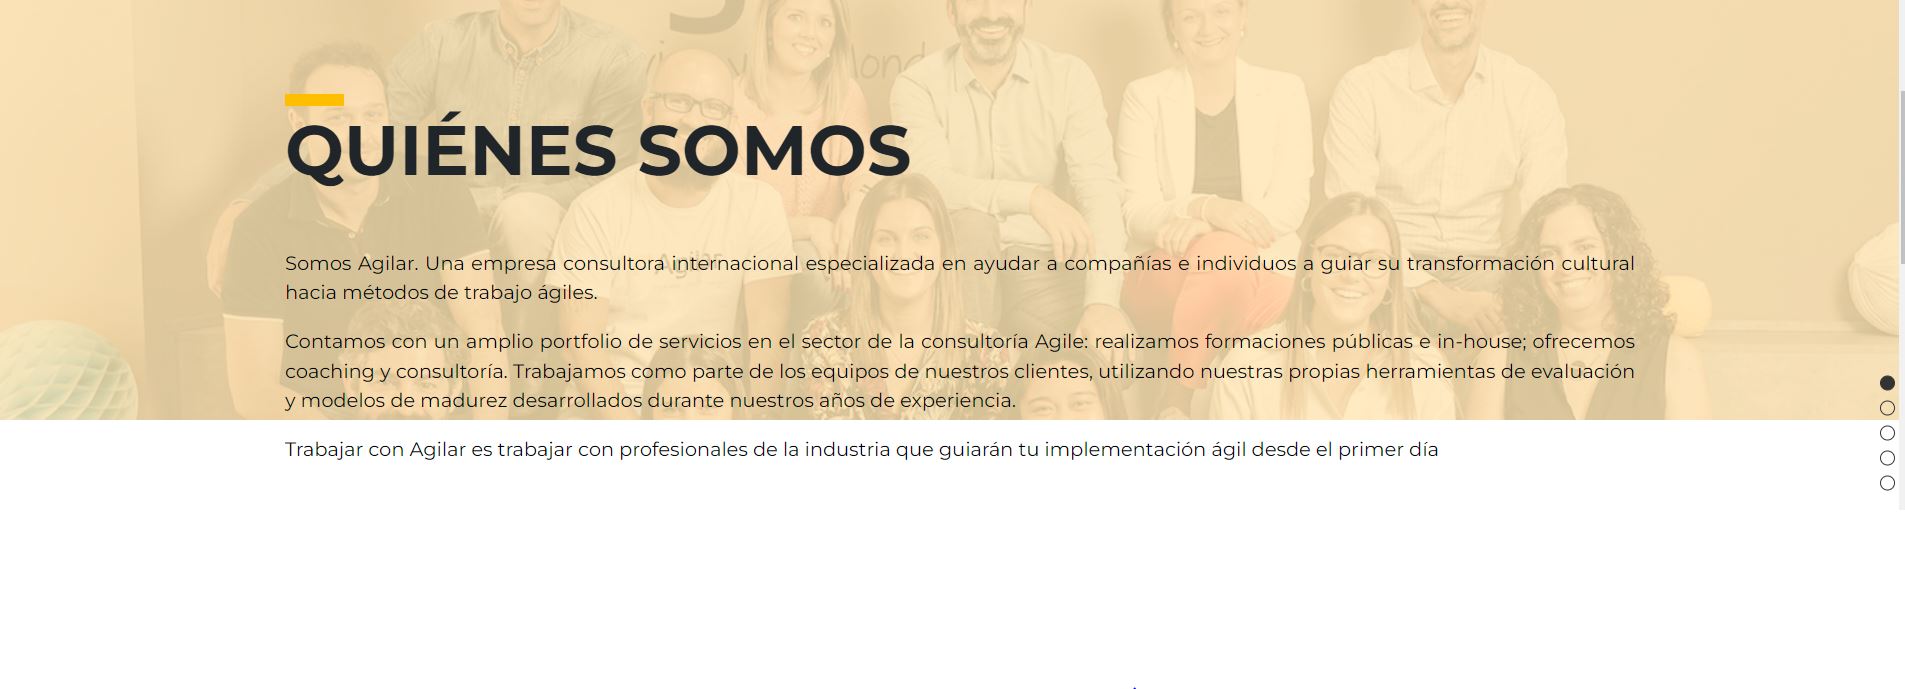 QUIÉNES SOMOS
Somos Agilar. Una empresa consultora internacional especializada en ayudar a compañías e individuos a guiar su transformación cultural
hacia métodos de trabajo ágiles.
Contamos con un amplio portfolio de servicios en el sector de la consultoría Agile: realizamos formaciones públicas e in-house; ofrecemos
coaching y consultoría. Trabajamos como parte de los equipos de nuestros clientes, utilizando nuestras propias herramientas de evaluación
y modelos de madurez desarrollados durante nuestros años de experiencia.
Trabajar con Agilar es trabajar con profesionales de la industria que guiarán tu implementación ágil desde el primer día